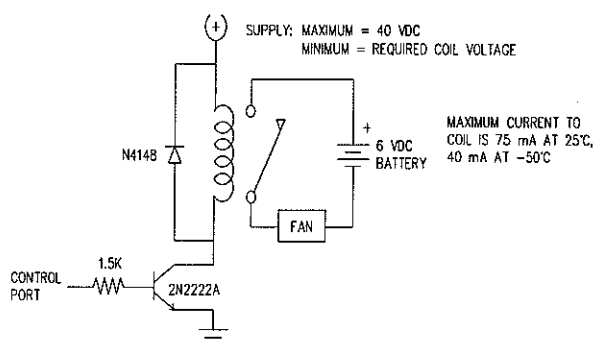 (+)
SUPPLY: MAXIMUM = 40 VDC
MINIMUM = REQUIRED COIL VOLTAGE
N4148
+
6 VDC
BATTERY
MAXIMUM CURRENT TO
COIL IS 75 mA AT 25°C,
40 mA AT -50°C
FAN
1.5K
CONTROL
PORT
2N2222A